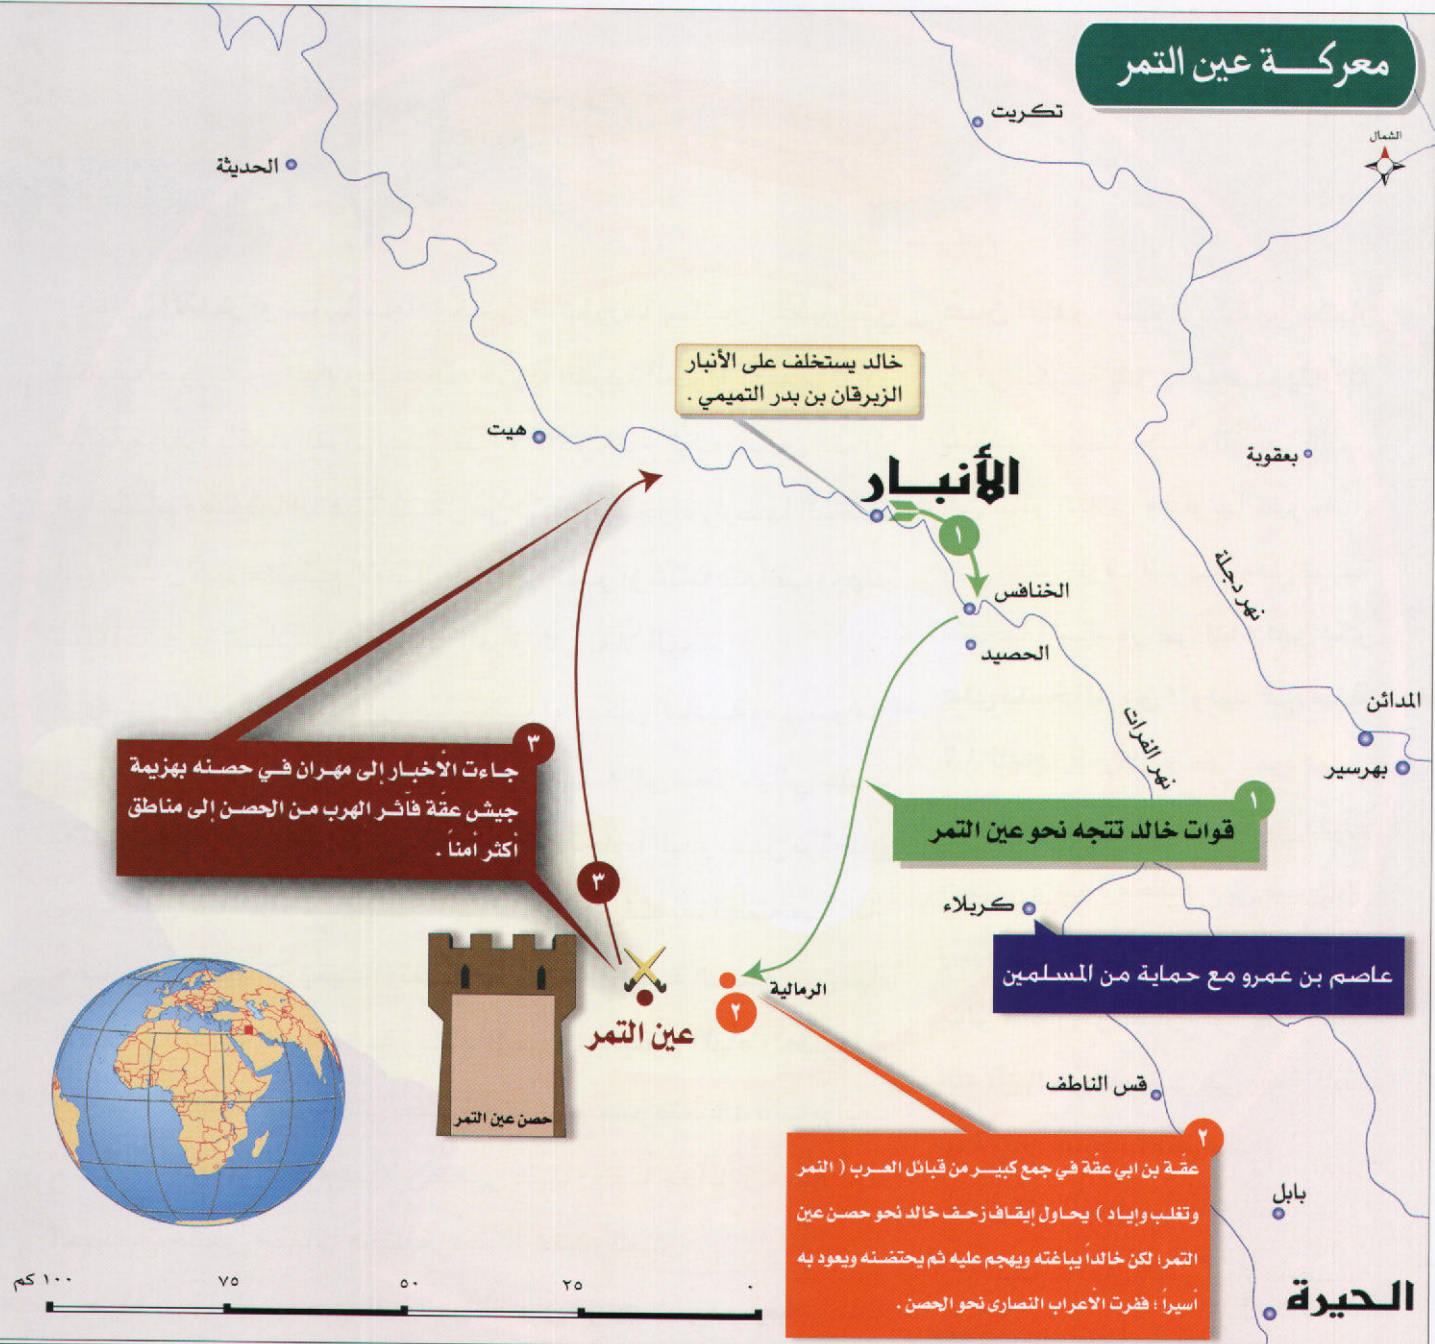 معركة عين التمر
الشمال
تكريت
الحديثة
خالد يستخلف على الأنبار
الزبرقان بن بدر التميمي .
هيت
بعقوبة
الأنبار
١
نهر دجلة
الخنافس
الحصيد
المدائن
نهر الفرات
بهرسير
٣
جاءت الأخبار إلى مهران في حصنه بهزيمة
جيش عقّة فآثر الهرب من الحصن إلى مناطق
أكثر أمناً .
١
قوات خالد تتجه نحو عين التمر
٣
كربلاء
عاصم بن عمرو مع حماية من المسلمين
الرمالية
٢
عين التمر
حصن عين التمر
قس الناطف
٢
عقّة بن ابي عقّة في جمع كبير من قبائل العرب ( النمر
وتغلب وإياد ) يحاول إيقاف زحف خالد نحو حصن عين
التمر؛ لكن خالداً يباغته ويهجم عليه ثم يحتضنه ويعود به
أسيراً ؛ ففرت الأعراب النصارى نحو الحصن .
بابل
الحيرة
٠
٢٥
٥٠
٧٥
١٠٠ كم